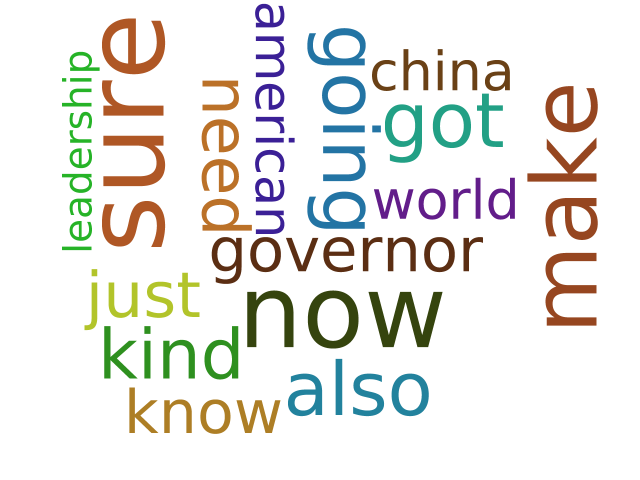 leadership
sure
need
american
going
china
got
world
make
governor
just
now
kind
also
know